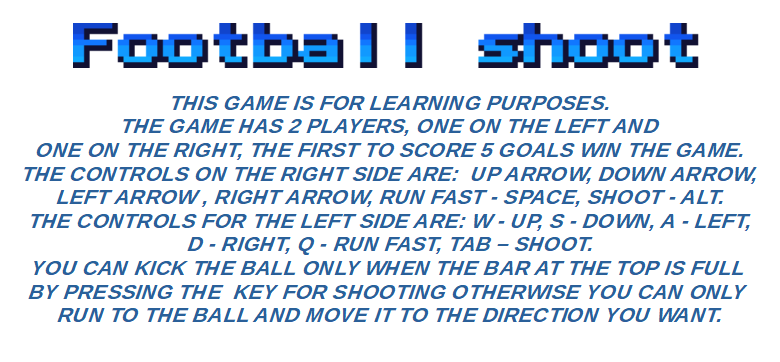 Football shoot
THIS GAME IS FOR LEARNING PURPOSES.
THE GAME HAS 2 PLAYERS, ONE ON THE LEFT AND
ONE ON THE RIGHT, THE FIRST TO SCORE 5 GOALS WIN THE GAME.
THE CONTROLS ON THE RIGHT SIDE ARE:  UP ARROW, DOWN ARROW,
LEFT ARROW , RIGHT ARROW, RUN FAST - SPACE, SHOOT - ALT.
THE CONTROLS FOR THE LEFT SIDE ARE: W - UP, S - DOWN, A - LEFT,
D - RIGHT, Q - RUN FAST, TAB – SHOOT.
YOU CAN KICK THE BALL ONLY WHEN THE BAR AT THE TOP IS FULL
BY PRESSING THE  KEY FOR SHOOTING OTHERWISE YOU CAN ONLY
RUN TO THE BALL AND MOVE IT TO THE DIRECTION YOU WANT.